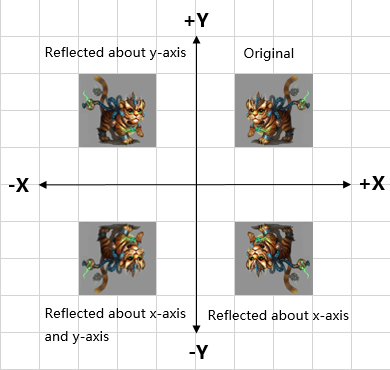 +Y
Reflected about y-axis
Original
-X
+X
Reflected about x-axis
and y-axis
Reflected about x-axis
-Y